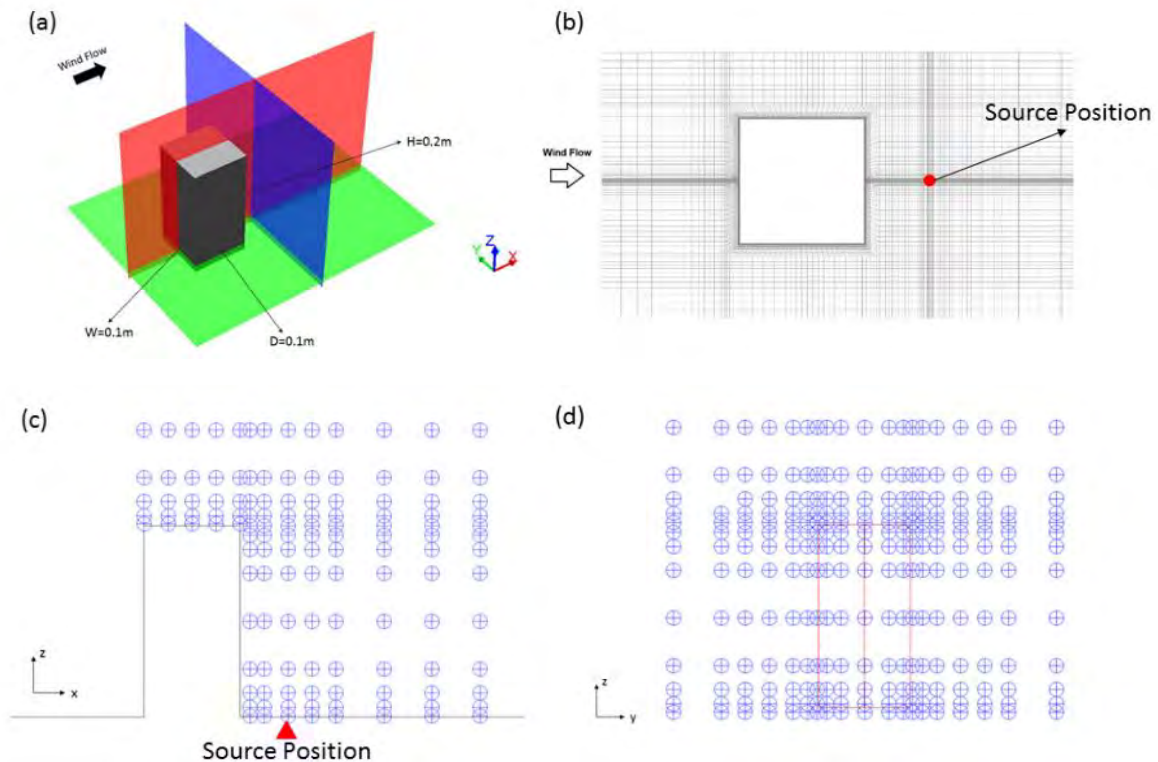 (a)
Wind Flow
H=0.2m
W=0.1m
D=0.1m
Z
Y
X
(b)
Source Position
Wind Flow
(c)
z
x
Source Position
(d)
z
y